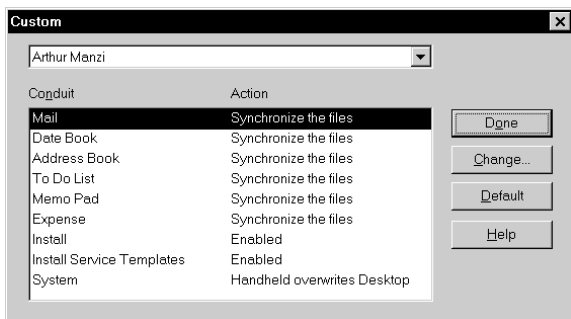 Custom
Arthur Manzi
Conduit Action
Mail Synchronize the files
Date Book Synchronize the files
Address Book Synchronize the files
To Do List Synchronize the files
Memo Pad Synchronize the files
Expense Synchronize the files
Install Enabled
Install Service Templates Enabled
System Handheld overwrites Desktop
Done
Change...
Default
Help